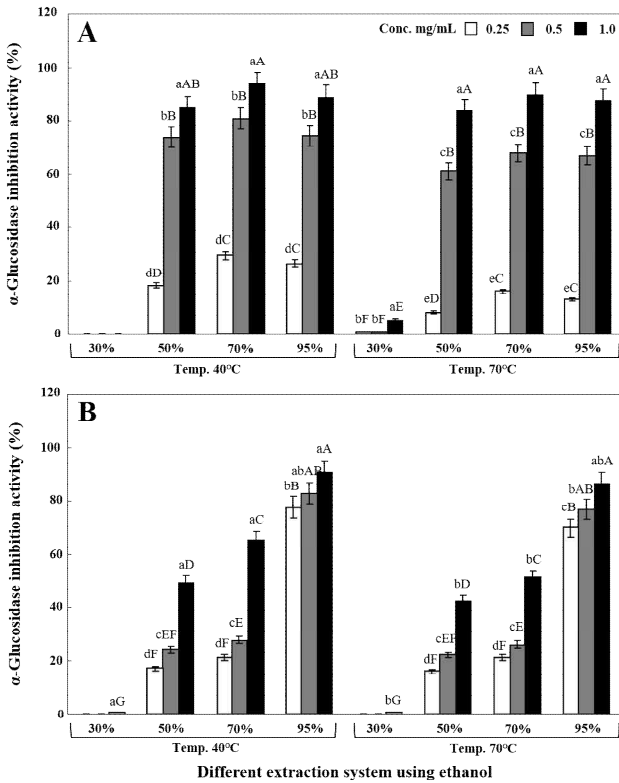 A
Conc. mg/mL 0.25 0.5 1.0
α-Glucosidase inhibition activity (%)
120
100
80
60
40
20
0
dD bB aAB dC bB aA dC bB aAB bF bF aE eD cB aA eC cB aA eC cB aA
30% 50% 70% 95% 30% 50% 70% 95%
Temp. 40°C Temp. 70°C
B
α-Glucosidase inhibition activity (%)
120
100
80
60
40
20
0
aG dF cEF aD dF cE aC bB abAB aA bG dF cEF bD dF cE bC cB bAB abA
30% 50% 70% 95% 30% 50% 70% 95%
Temp. 40°C Temp. 70°C
Different extraction system using ethanol